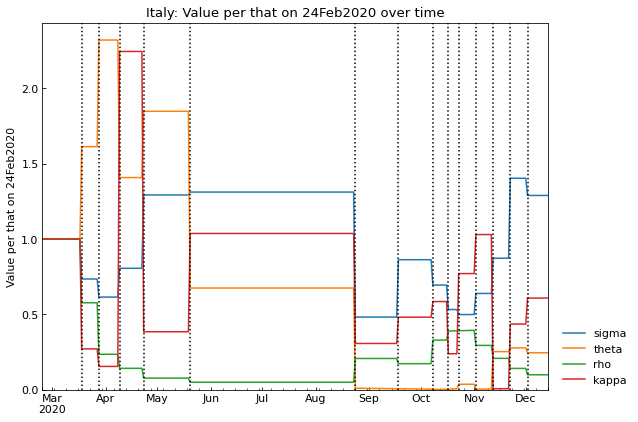 Italy: Value per that on 24Feb2020 over time
Value per that on 24Feb2020
2.0
1.5
1.0
0.5
0.0
Mar Apr May Jun Jul Aug Sep Oct Nov Dec
2020
sigma
theta
rho
kappa